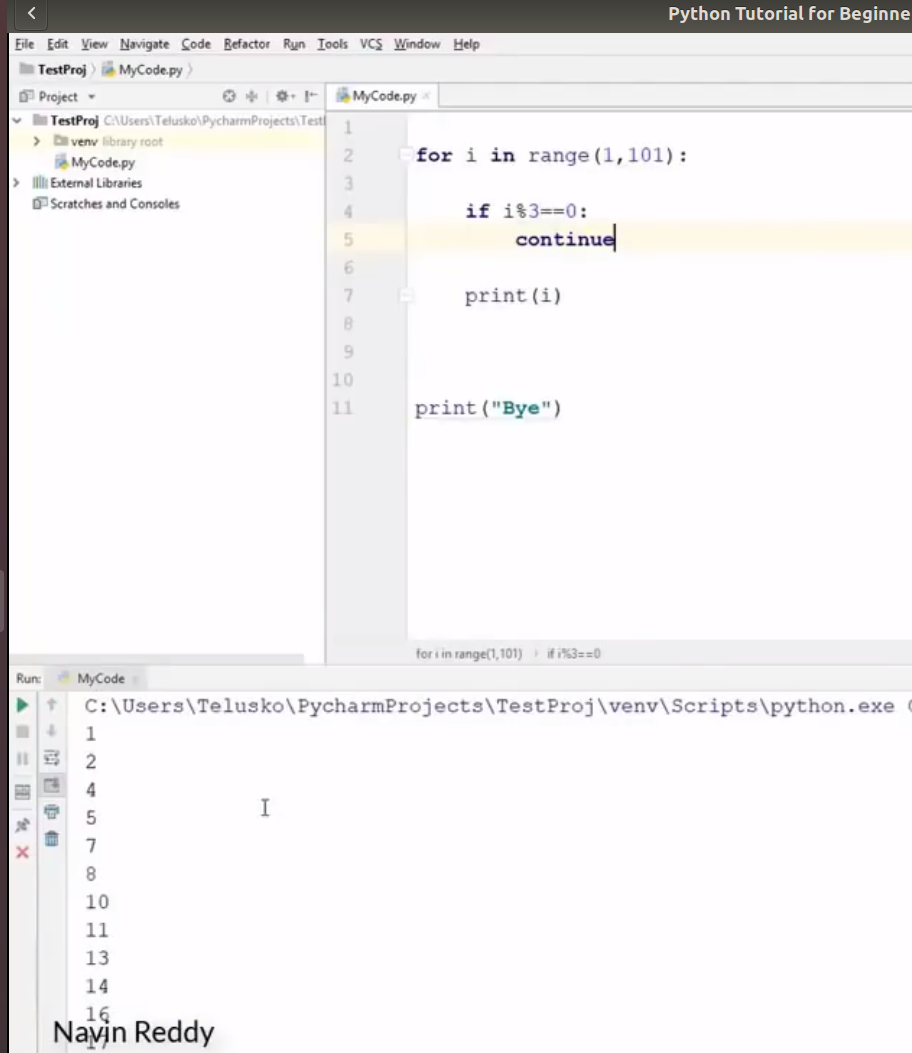 Python Tutorial for Beginne
File Edit View Navigate Code Refactor Run Tools VCS Window Help
TestProj MyCode.py
Project
MyCode.py
TestProj C:\Users\Telusko\PycharmProjects\Test
venv library root
MyCode.py
External Libraries
Scratches and Consoles
1
2 for i in range(1,101):
3
4 if i%3==0:
5 continue
6
7 print(i)
8
9
10
11 print("Bye")
for i in range(1,101) › if i%3==0
Run: MyCode
C:\Users\Telusko\PycharmProjects\TestProj\venv\Scripts\python.exe
1
2
4
5
7
8
10
11
13
14
16
Navin Reddy
17